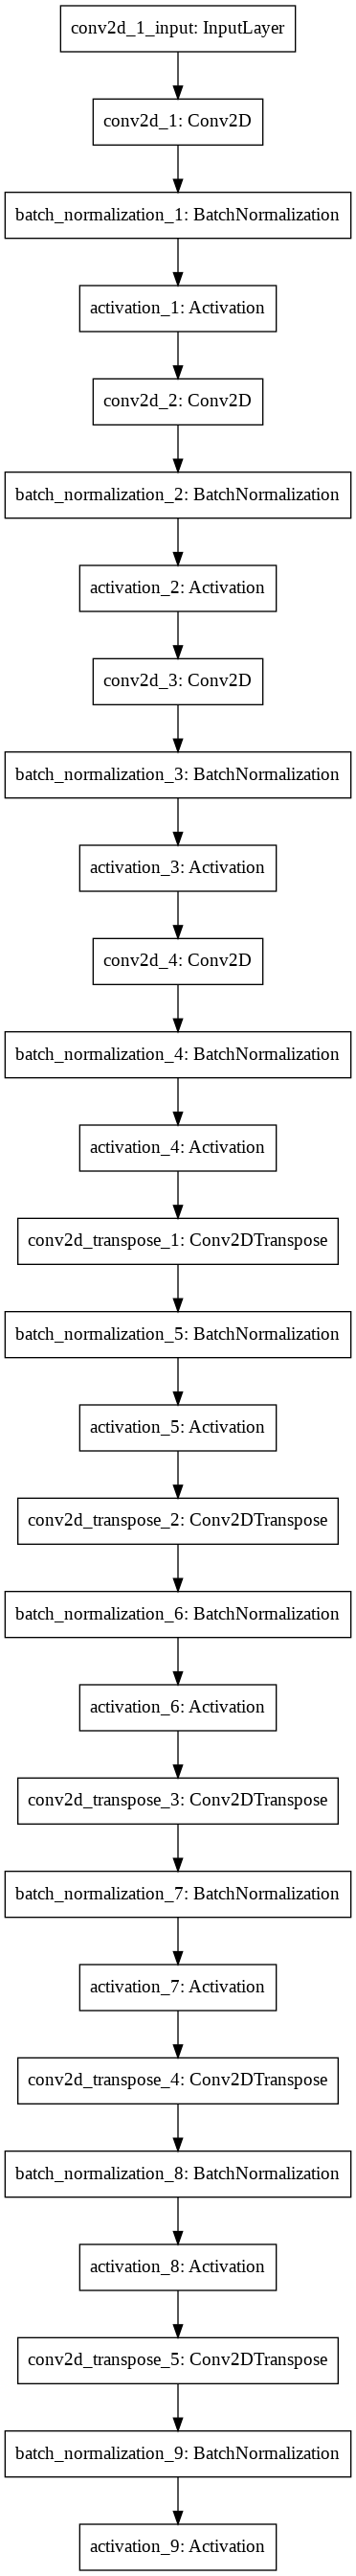 conv2d_1_input: InputLayer
conv2d_1: Conv2D
batch_normalization_1: BatchNormalization
activation_1: Activation
conv2d_2: Conv2D
batch_normalization_2: BatchNormalization
activation_2: Activation
conv2d_3: Conv2D
batch_normalization_3: BatchNormalization
activation_3: Activation
conv2d_4: Conv2D
batch_normalization_4: BatchNormalization
activation_4: Activation
conv2d_transpose_1: Conv2DTranspose
batch_normalization_5: BatchNormalization
activation_5: Activation
conv2d_transpose_2: Conv2DTranspose
batch_normalization_6: BatchNormalization
activation_6: Activation
conv2d_transpose_3: Conv2DTranspose
batch_normalization_7: BatchNormalization
activation_7: Activation
conv2d_transpose_4: Conv2DTranspose
batch_normalization_8: BatchNormalization
activation_8: Activation
conv2d_transpose_5: Conv2DTranspose
batch_normalization_9: BatchNormalization
activation_9: Activation